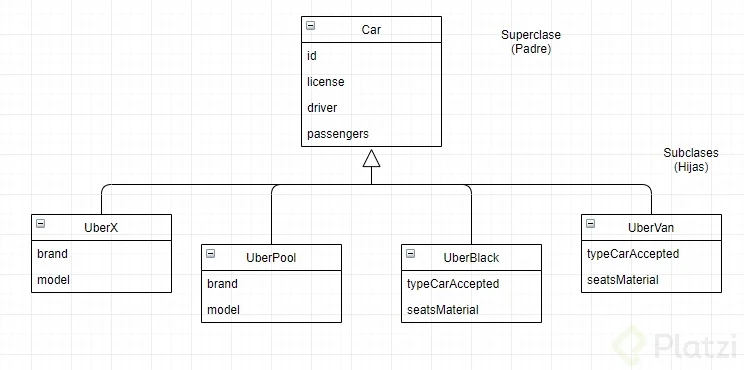 Car
id
license
driver
passengers
Superclase
(Padre)
Subclases
(Hijas)
UberX
brand
model
UberPool
brand
model
UberBlack
typeCarAccepted
seatsMaterial
UberVan
typeCarAccepted
seatsMaterial
Platzi